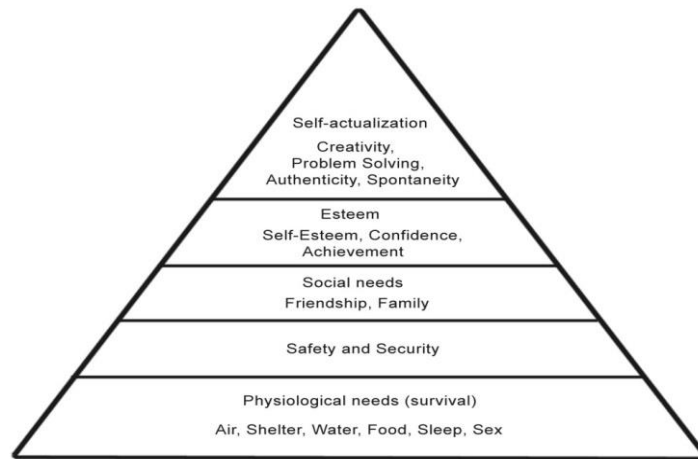 Self-actualization
Creativity,
Problem Solving,
Authenticity, Spontaneity
Esteem
Self-Esteem, Confidence,
Achievement
Social needs
Friendship, Family
Safety and Security
Physiological needs (survival)
Air, Shelter, Water, Food, Sleep, Sex